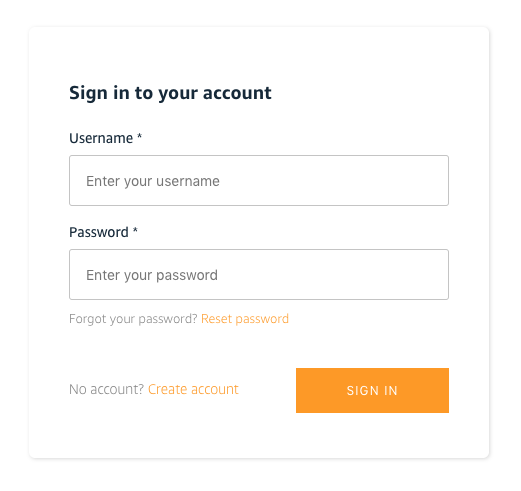 Sign in to your account
Username *
Enter your username
Password *
Enter your password
Forgot your password? Reset password
No account? Create account
SIGN IN